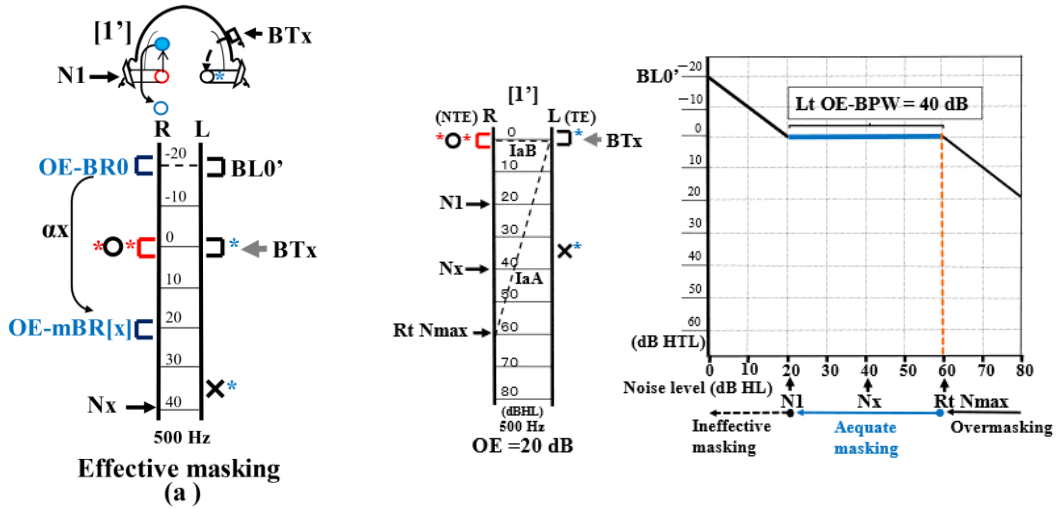 [1’]
BTx
N1
*
R L
OE-BR0
-20
BL0’
-10
αx
*O*
0
*
BTx
10
OE-mBR[x]
20
30
X*
Nx
40
500 Hz
Effective masking
(a)
[1’]
(NTE) R
L (TE)
*O*
0
*
BTx
IaB
10
N1
20
30
X*
Nx
40
IaA
50
Rt Nmax
60
70
80
(dBHL)
500 Hz
OE =20 dB
BL0’
-20
-10
0
10
20
30
40
50
60
(dB HTL)
Lt OE-BPW = 40 dB
0 10 20 30 40 50 60 70 80
Noise level (dB HL)
N1
Nx
Rt Nmax
Ineffective
masking
Aequate
masking
Overmasking